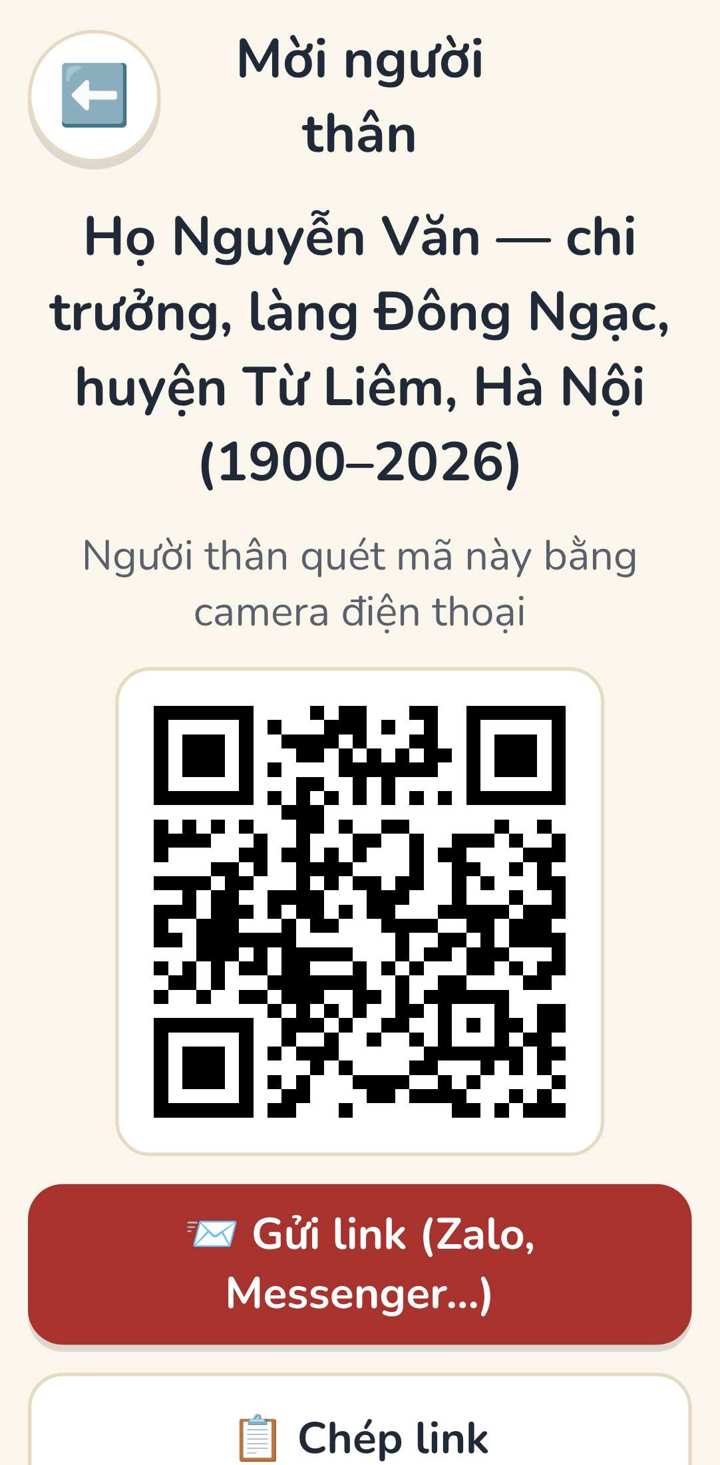 Mời người
thân
Họ Nguyễn Văn — chi
trưởng, làng Đông Ngạc,
huyện Từ Liêm, Hà Nội
(1900–2026)
Người thân quét mã này bằng
camera điện thoại
Gửi link (Zalo,
Messenger...)
Chép link